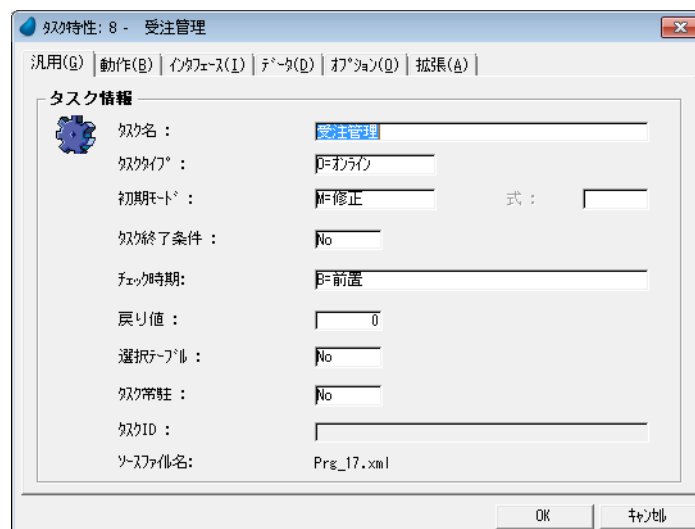 ﾀｽｸ特性: 8 - 受注管理
汎用(G) 動作(B) ｲﾝﾀﾌｪｰｽ(I) ﾃﾞｰﾀ(D) ｵﾌﾟｼｮﾝ(O) 拡張(A)
タスク情報
ﾀｽｸ名 : 受注管理
ﾀｽｸﾀｲﾌﾟ : O=ｵﾝﾗｲﾝ
初期ﾓｰﾄﾞ : M=修正 式 :
ﾀｽｸ終了条件 : No
ﾁｪｯｸ時期: B=前置
戻り値 : 0
選択ﾃｰﾌﾞﾙ : No
ﾀｽｸ常駐 : No
ﾀｽｸID :
ｿｰｽﾌｧｲﾙ名: Prg_17.xml
OK ｷｬﾝｾﾙ